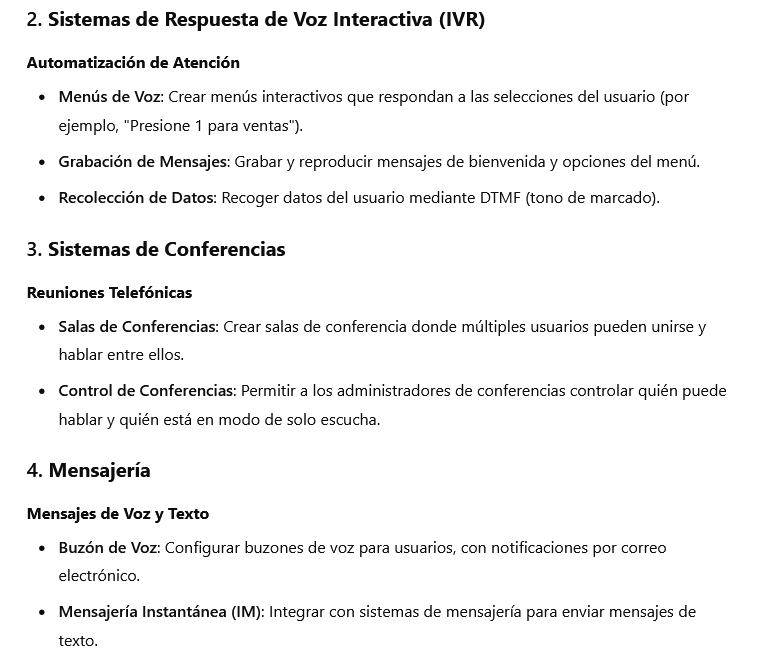 2. Sistemas de Respuesta de Voz Interactiva (IVR)
Automatización de Atención
• Menús de Voz: Crear menús interactivos que respondan a las selecciones del usuario (por
ejemplo, "Presione 1 para ventas").
• Grabación de Mensajes: Grabar y reproducir mensajes de bienvenida y opciones del menú.
• Recolección de Datos: Recoger datos del usuario mediante DTMF (tono de marcado).
3. Sistemas de Conferencias
Reuniones Telefónicas
• Salas de Conferencias: Crear salas de conferencia donde múltiples usuarios pueden unirse y
hablar entre ellos.
• Control de Conferencias: Permitir a los administradores de conferencias controlar quién puede
hablar y quién está en modo de solo escucha.
4. Mensajería
Mensajes de Voz y Texto
• Buzón de Voz: Configurar buzones de voz para usuarios, con notificaciones por correo
electrónico.
• Mensajería Instantánea (IM): Integrar con sistemas de mensajería para enviar mensajes de
texto.